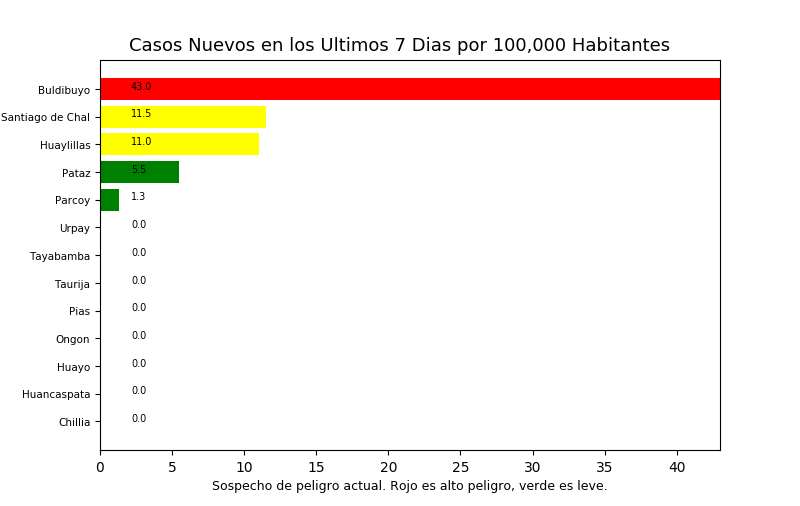 Casos Nuevos en los Ultimos 7 Dias por 100,000 Habitantes
Buldibuyo 43.0
Santiago de Chal 11.5
Huaylillas 11.0
Pataz 5.5
Parcoy 1.3
Urpay 0.0
Tayabamba 0.0
Taurija 0.0
Pias 0.0
Ongon 0.0
Huayo 0.0
Huancaspata 0.0
Chillia 0.0
0 5 10 15 20 25 30 35 40
Sospecho de peligro actual. Rojo es alto peligro, verde es leve.